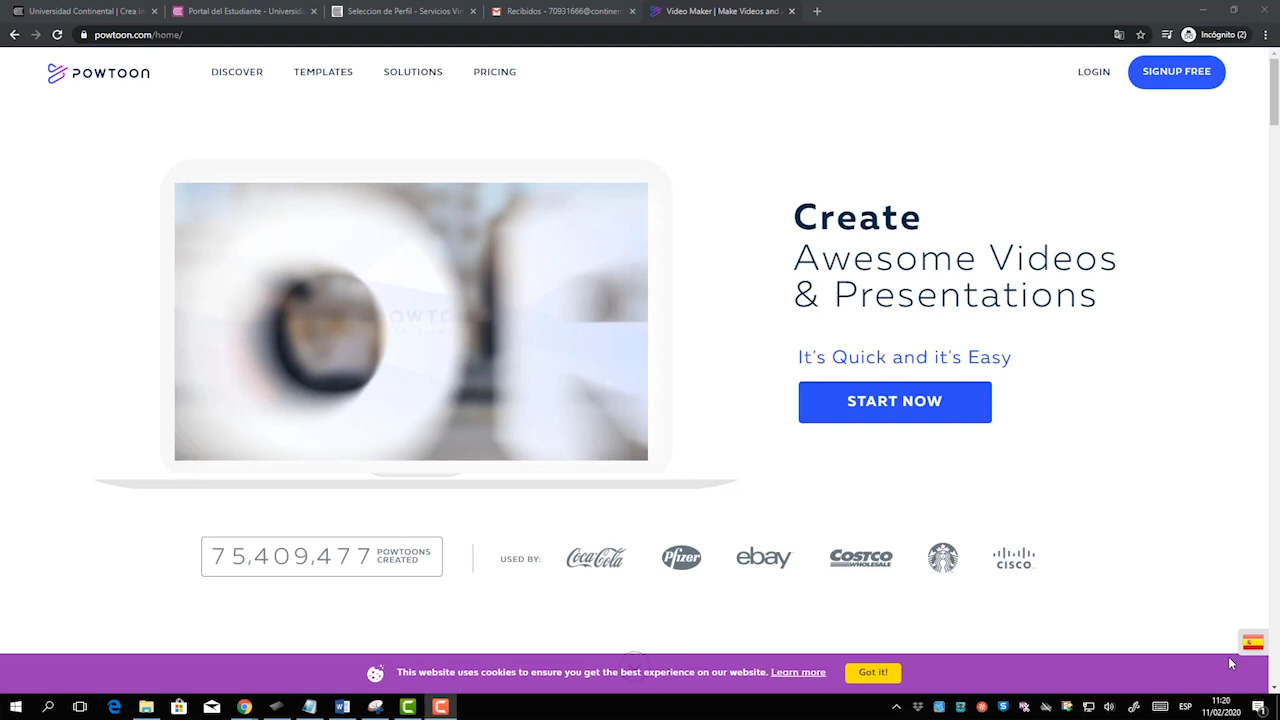 Universidad Continental | Crea un
Portal del Estudiante - Universida
Seleccion de Perfil - Servicios Vir
Recibidos - 70931666@continen
Video Maker | Make Videos and
powtoon.com/home/
Incógnito (2)
POWTOON
DISCOVER
TEMPLATES
SOLUTIONS
PRICING
LOGIN
SIGNUP FREE
Create
Awesome Videos
& Presentations
It's Quick and it's Easy
START NOW
75,409,477
POWTOONS
CREATED
USED BY:
Coca-Cola
Pfizer
ebay
COSTCO
WHOLESALE
CISCO
This website uses cookies to ensure you get the best experience on our website. Learn more
Got it!
ESP
11:20
11/02/2020